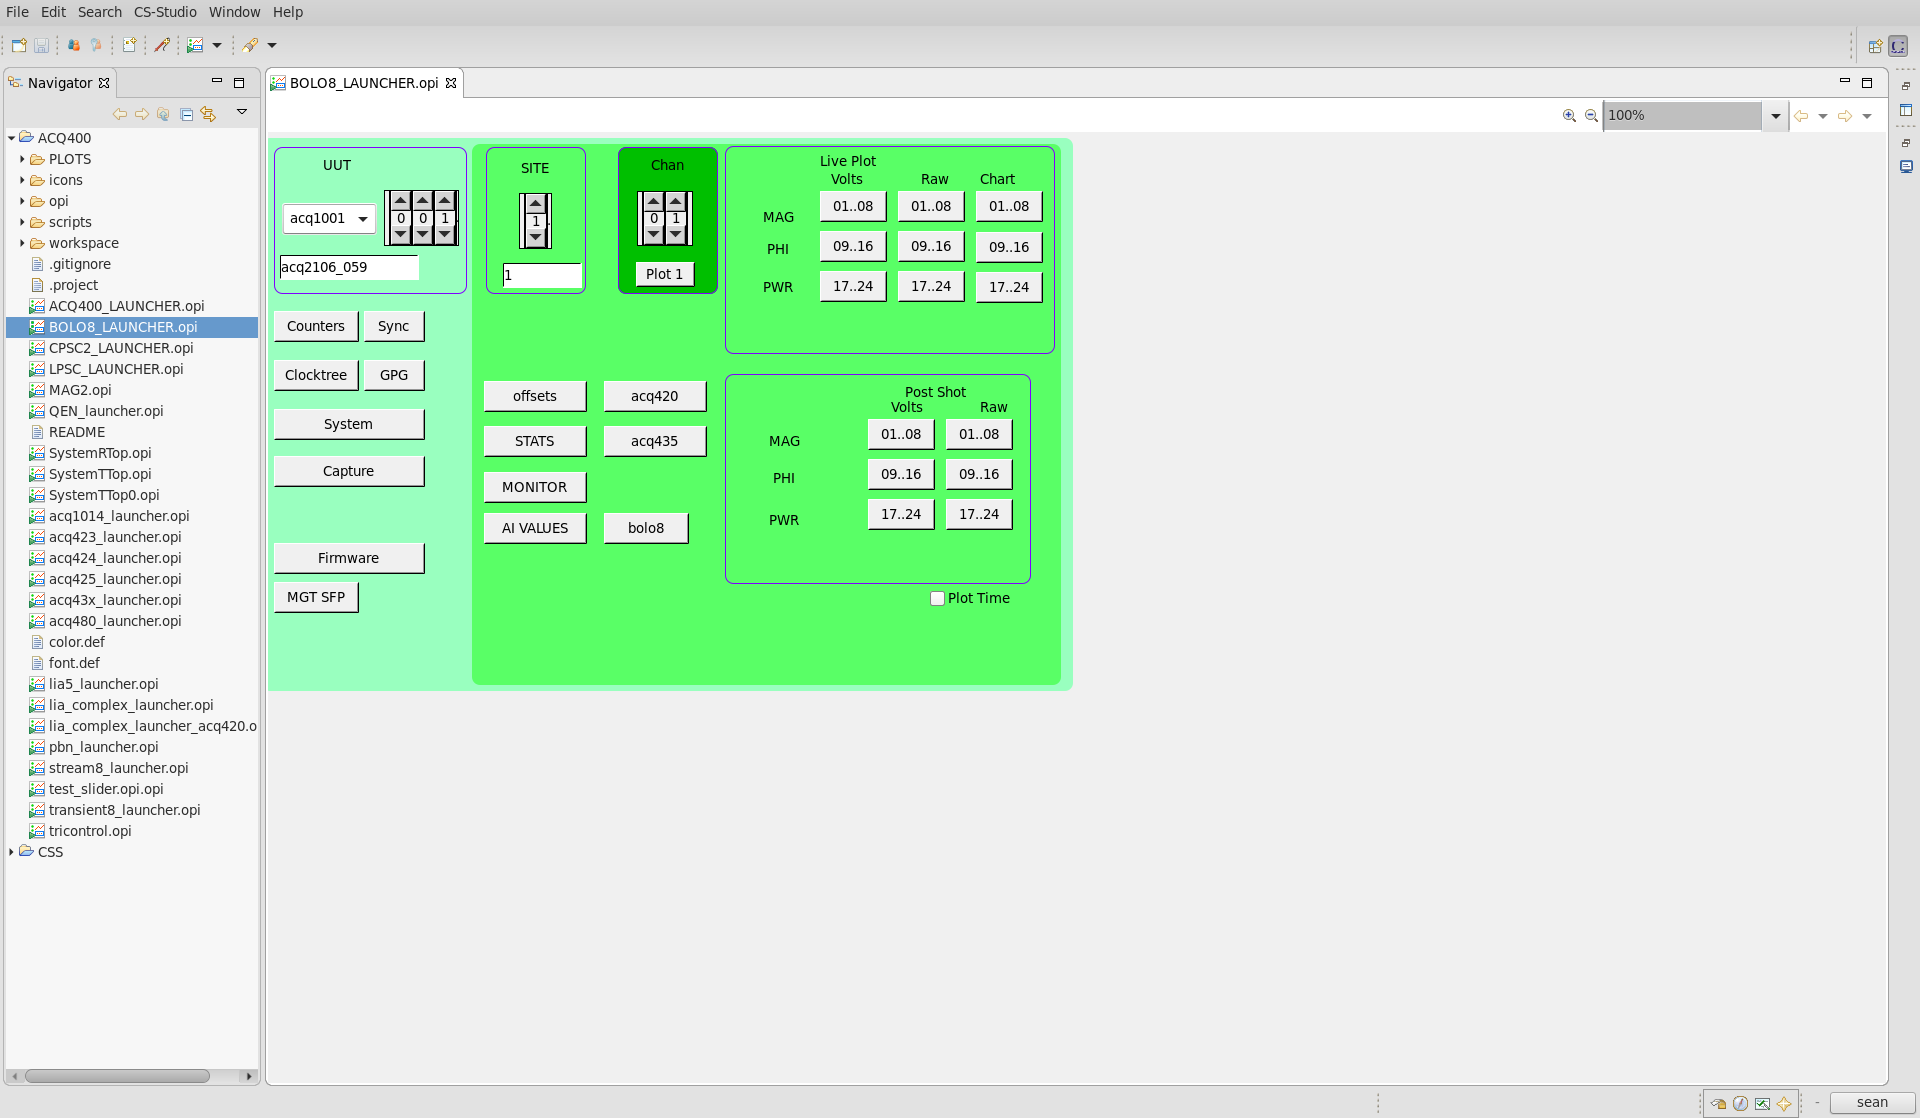 File Edit Search CS-Studio Window Help
Navigator
BOLO8_LAUNCHER.opi
100%
ACQ400
PLOTS
icons
opi
scripts
workspace
.gitignore
.project
ACQ400_LAUNCHER.opi
BOLO8_LAUNCHER.opi
CPSC2_LAUNCHER.opi
LPSC_LAUNCHER.opi
MAG2.opi
QEN_launcher.opi
README
SystemRTop.opi
SystemTTop.opi
SystemTTop0.opi
acq1014_launcher.opi
acq423_launcher.opi
acq424_launcher.opi
acq425_launcher.opi
acq43x_launcher.opi
acq480_launcher.opi
color.def
font.def
lia5_launcher.opi
lia_complex_launcher.opi
lia_complex_launcher_acq420.o
pbn_launcher.opi
stream8_launcher.opi
test_slider.opi.opi
transient8_launcher.opi
tricontrol.opi
CSS
UUT
acq1001
0 0 1
acq2106_059
Counters Sync
Clocktree GPG
System
Capture
Firmware
MGT SFP
SITE
1
1
Chan
0 1
Plot 1
offsets acq420
STATS acq435
MONITOR
AI VALUES bolo8
Live Plot
Volts Raw Chart
MAG 01..08 01..08 01..08
PHI 09..16 09..16 09..16
PWR 17..24 17..24 17..24
Post Shot
Volts Raw
MAG 01..08 01..08
PHI 09..16 09..16
PWR 17..24 17..24
Plot Time
- sean